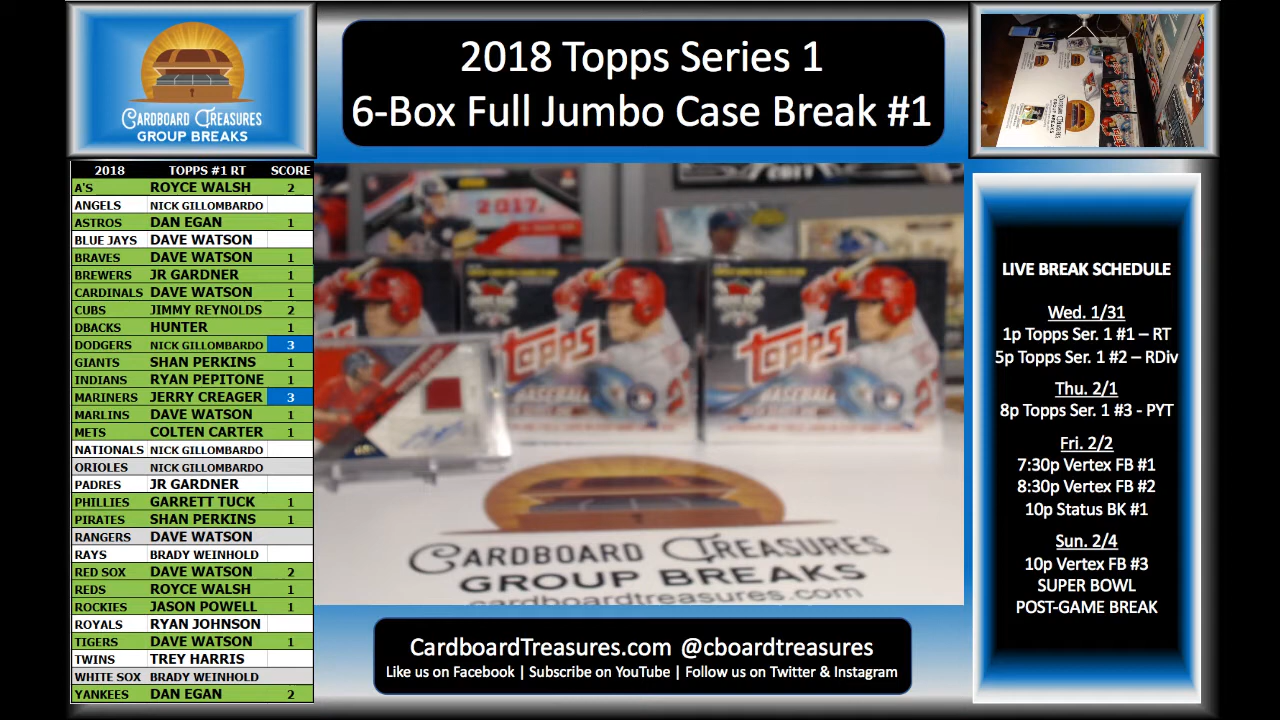 CARDBOARD TREASURES
GROUP BREAKS
2018 Topps Series 1
6-Box Full Jumbo Case Break #1
2018 TOPPS #1 RT SCORE
A'S ROYCE WALSH 2
ANGELS NICK GILLOMBARDO
ASTROS DAN EGAN 1
BLUE JAYS DAVE WATSON
BRAVES DAVE WATSON 1
BREWERS JR GARDNER 1
CARDINALS DAVE WATSON 1
CUBS JIMMY REYNOLDS 2
DBACKS HUNTER 1
DODGERS NICK GILLOMBARDO 3
GIANTS SHAN PERKINS 1
INDIANS RYAN PEPITONE 1
MARINERS JERRY CREAGER 3
MARLINS DAVE WATSON 1
METS COLTEN CARTER 1
NATIONALS NICK GILLOMBARDO
ORIOLES NICK GILLOMBARDO
PADRES JR GARDNER
PHILLIES GARRETT TUCK 1
PIRATES SHAN PERKINS 1
RANGERS DAVE WATSON
RAYS BRADY WEINHOLD
RED SOX DAVE WATSON 2
REDS ROYCE WALSH 1
ROCKIES JASON POWELL 1
ROYALS RYAN JOHNSON
TIGERS DAVE WATSON 1
TWINS TREY HARRIS
WHITE SOX BRADY WEINHOLD
YANKEES DAN EGAN 2
2017
2017
TOPPS
BASEBALL
TOPPS
BASEBALL
CARDBOARD TREASURES
GROUP BREAKS
cardboardtreasures.com
CardboardTreasures.com @cboardtreasures
Like us on Facebook | Subscribe on YouTube | Follow us on Twitter & Instagram
LIVE BREAK SCHEDULE
Wed. 1/31
1p Topps Ser. 1 #1 – RT
5p Topps Ser. 1 #2 – RDiv
Thu. 2/1
8p Topps Ser. 1 #3 - PYT
Fri. 2/2
7:30p Vertex FB #1
8:30p Vertex FB #2
10p Status BK #1
Sun. 2/4
10p Vertex FB #3
SUPER BOWL
POST-GAME BREAK